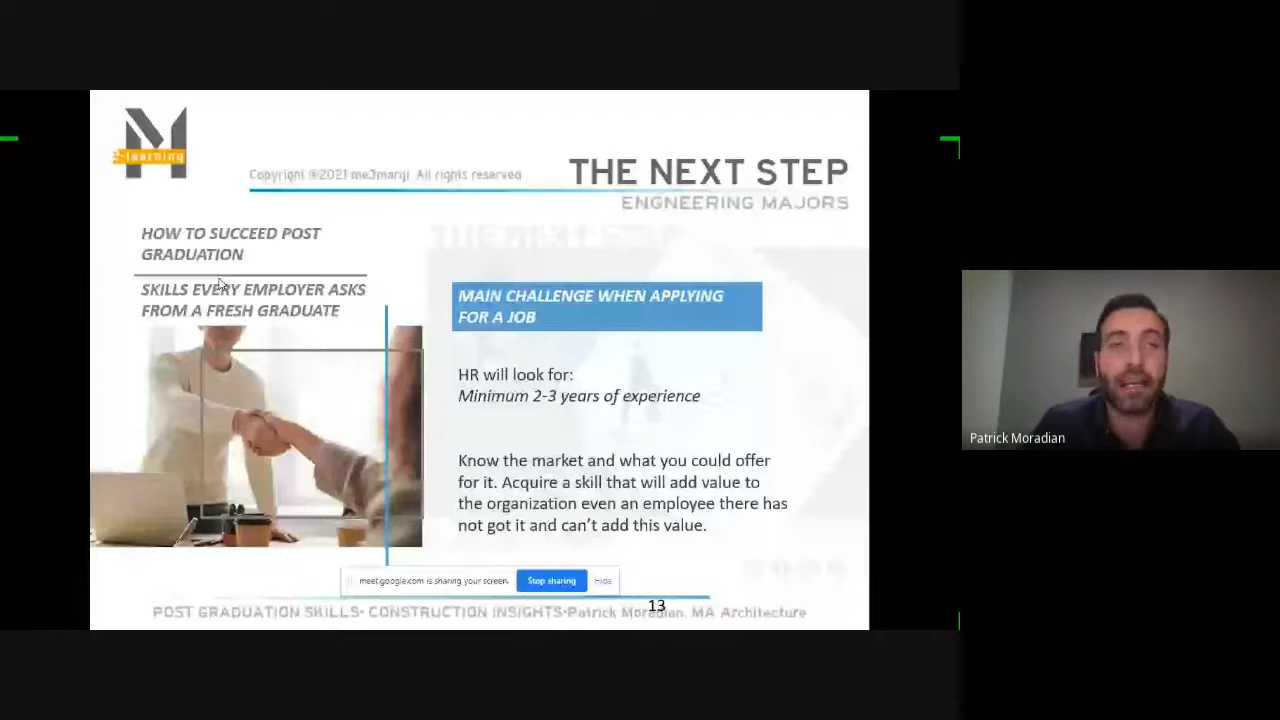 M
E-learning
Copyright ©2021 me3marji. All rights reserved
THE NEXT STEP
ENGNEERING MAJORS
HOW TO SUCCEED POST
GRADUATION
SKILLS EVERY EMPLOYER ASKS
FROM A FRESH GRADUATE
MAIN CHALLENGE WHEN APPLYING
FOR A JOB
HR will look for:
Minimum 2-3 years of experience
Know the market and what you could offer
for it. Acquire a skill that will add value to
the organization even an employee there has
not got it and can’t add this value.
meet.google.com is sharing your screen.
Stop sharing
Hide
13
POST GRADUATION SKILLS- CONSTRUCTION INSIGHTS-Patrick Moradian, MA Architecture
Patrick Moradian